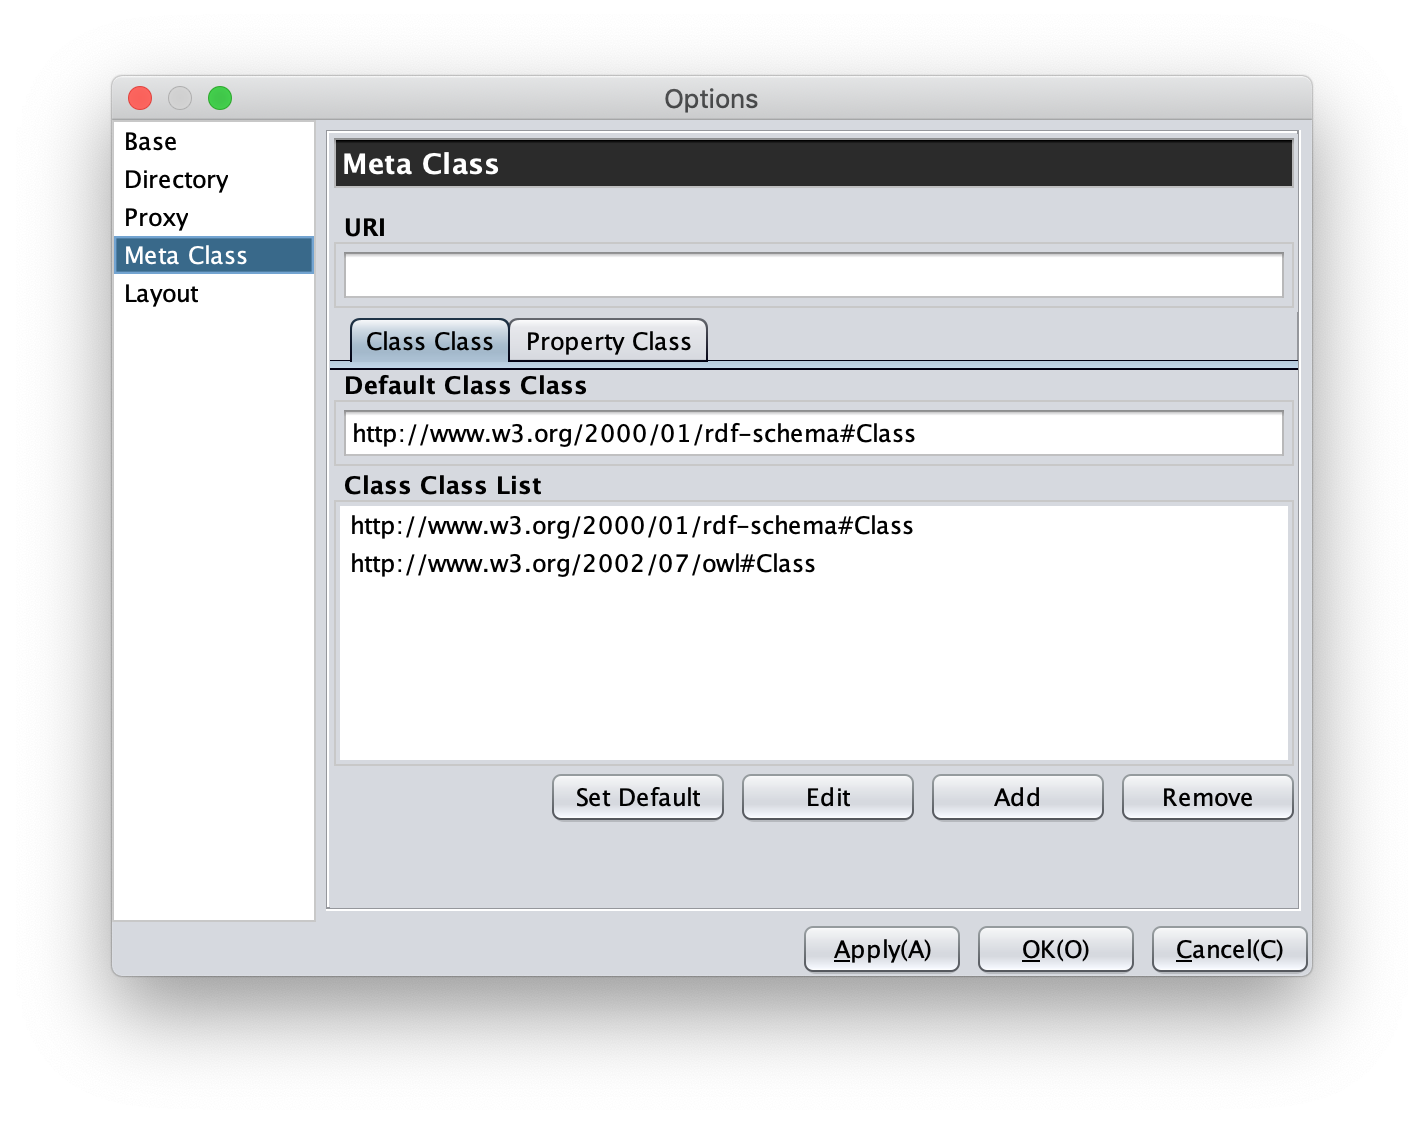 Options
Base
Directory
Proxy
Meta Class
Layout
Meta Class
URI
Class Class
Property Class
Default Class Class
http://www.w3.org/2000/01/rdf-schema#Class
Class Class List
http://www.w3.org/2000/01/rdf-schema#Class
http://www.w3.org/2002/07/owl#Class
Set Default
Edit
Add
Remove
Apply(A)
OK(O)
Cancel(C)